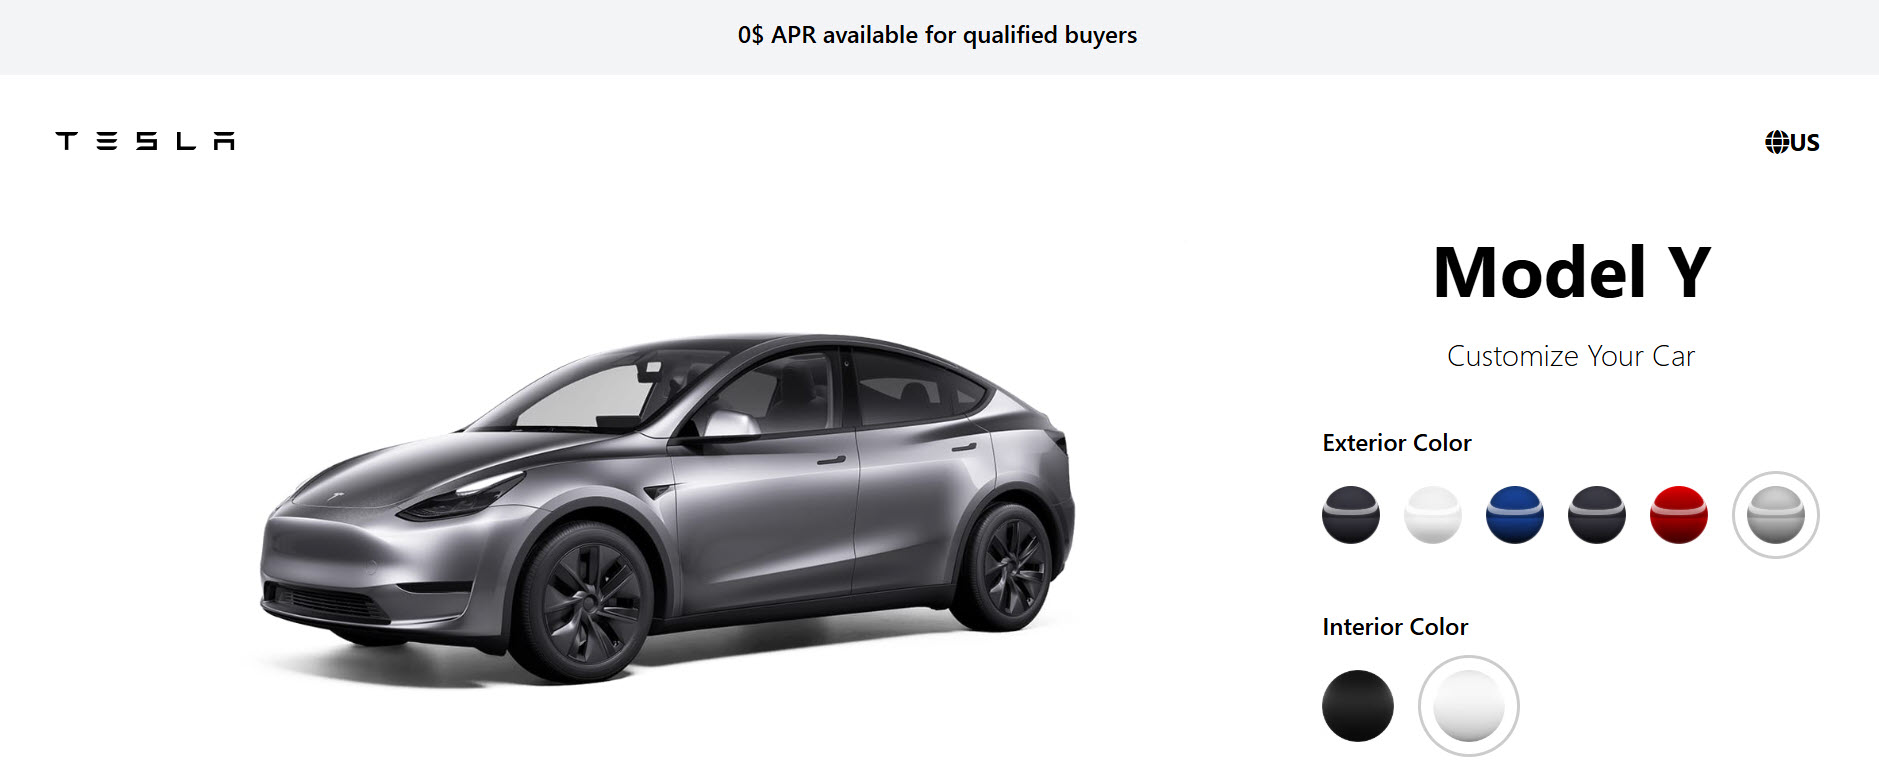 0$ APR available for qualified buyers
TESLA
US
Model Y
Customize Your Car
Exterior Color
Interior Color